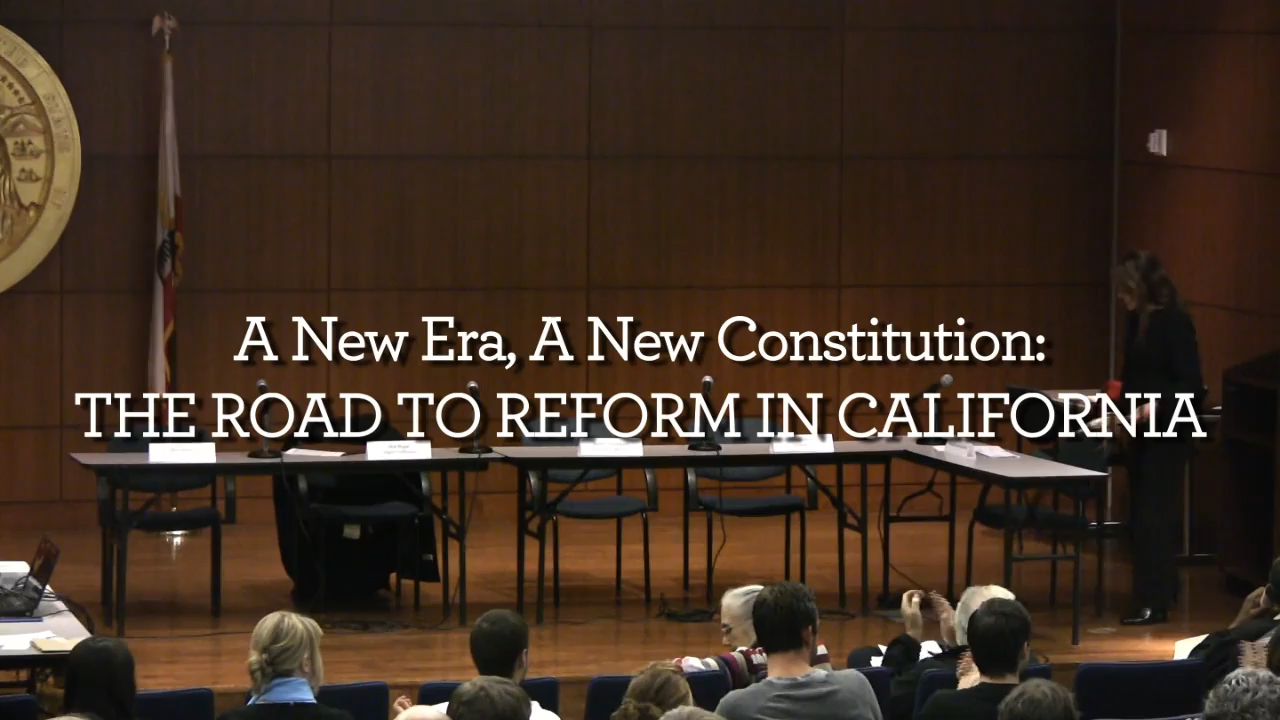 A New Era, A New Constitution:
THE ROAD TO REFORM IN CALIFORNIA